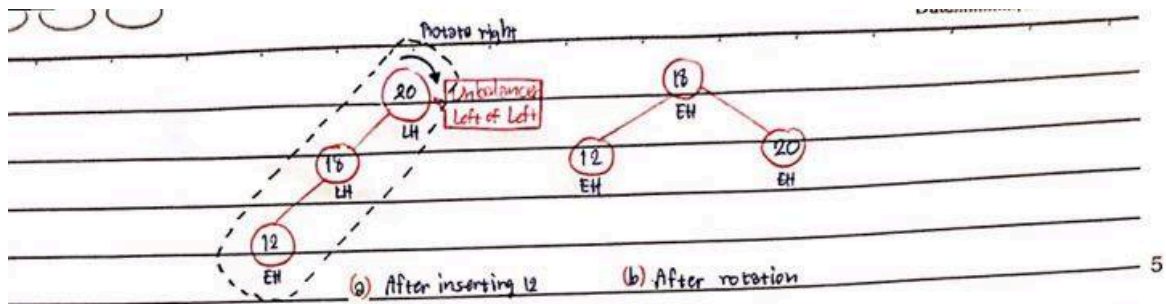 Rotate right
20
Unbalanced
Left of Left
LH
18
LH
12
EH
18
EH
12
EH
20
EH
(a) After inserting 12
(b) After rotation
5